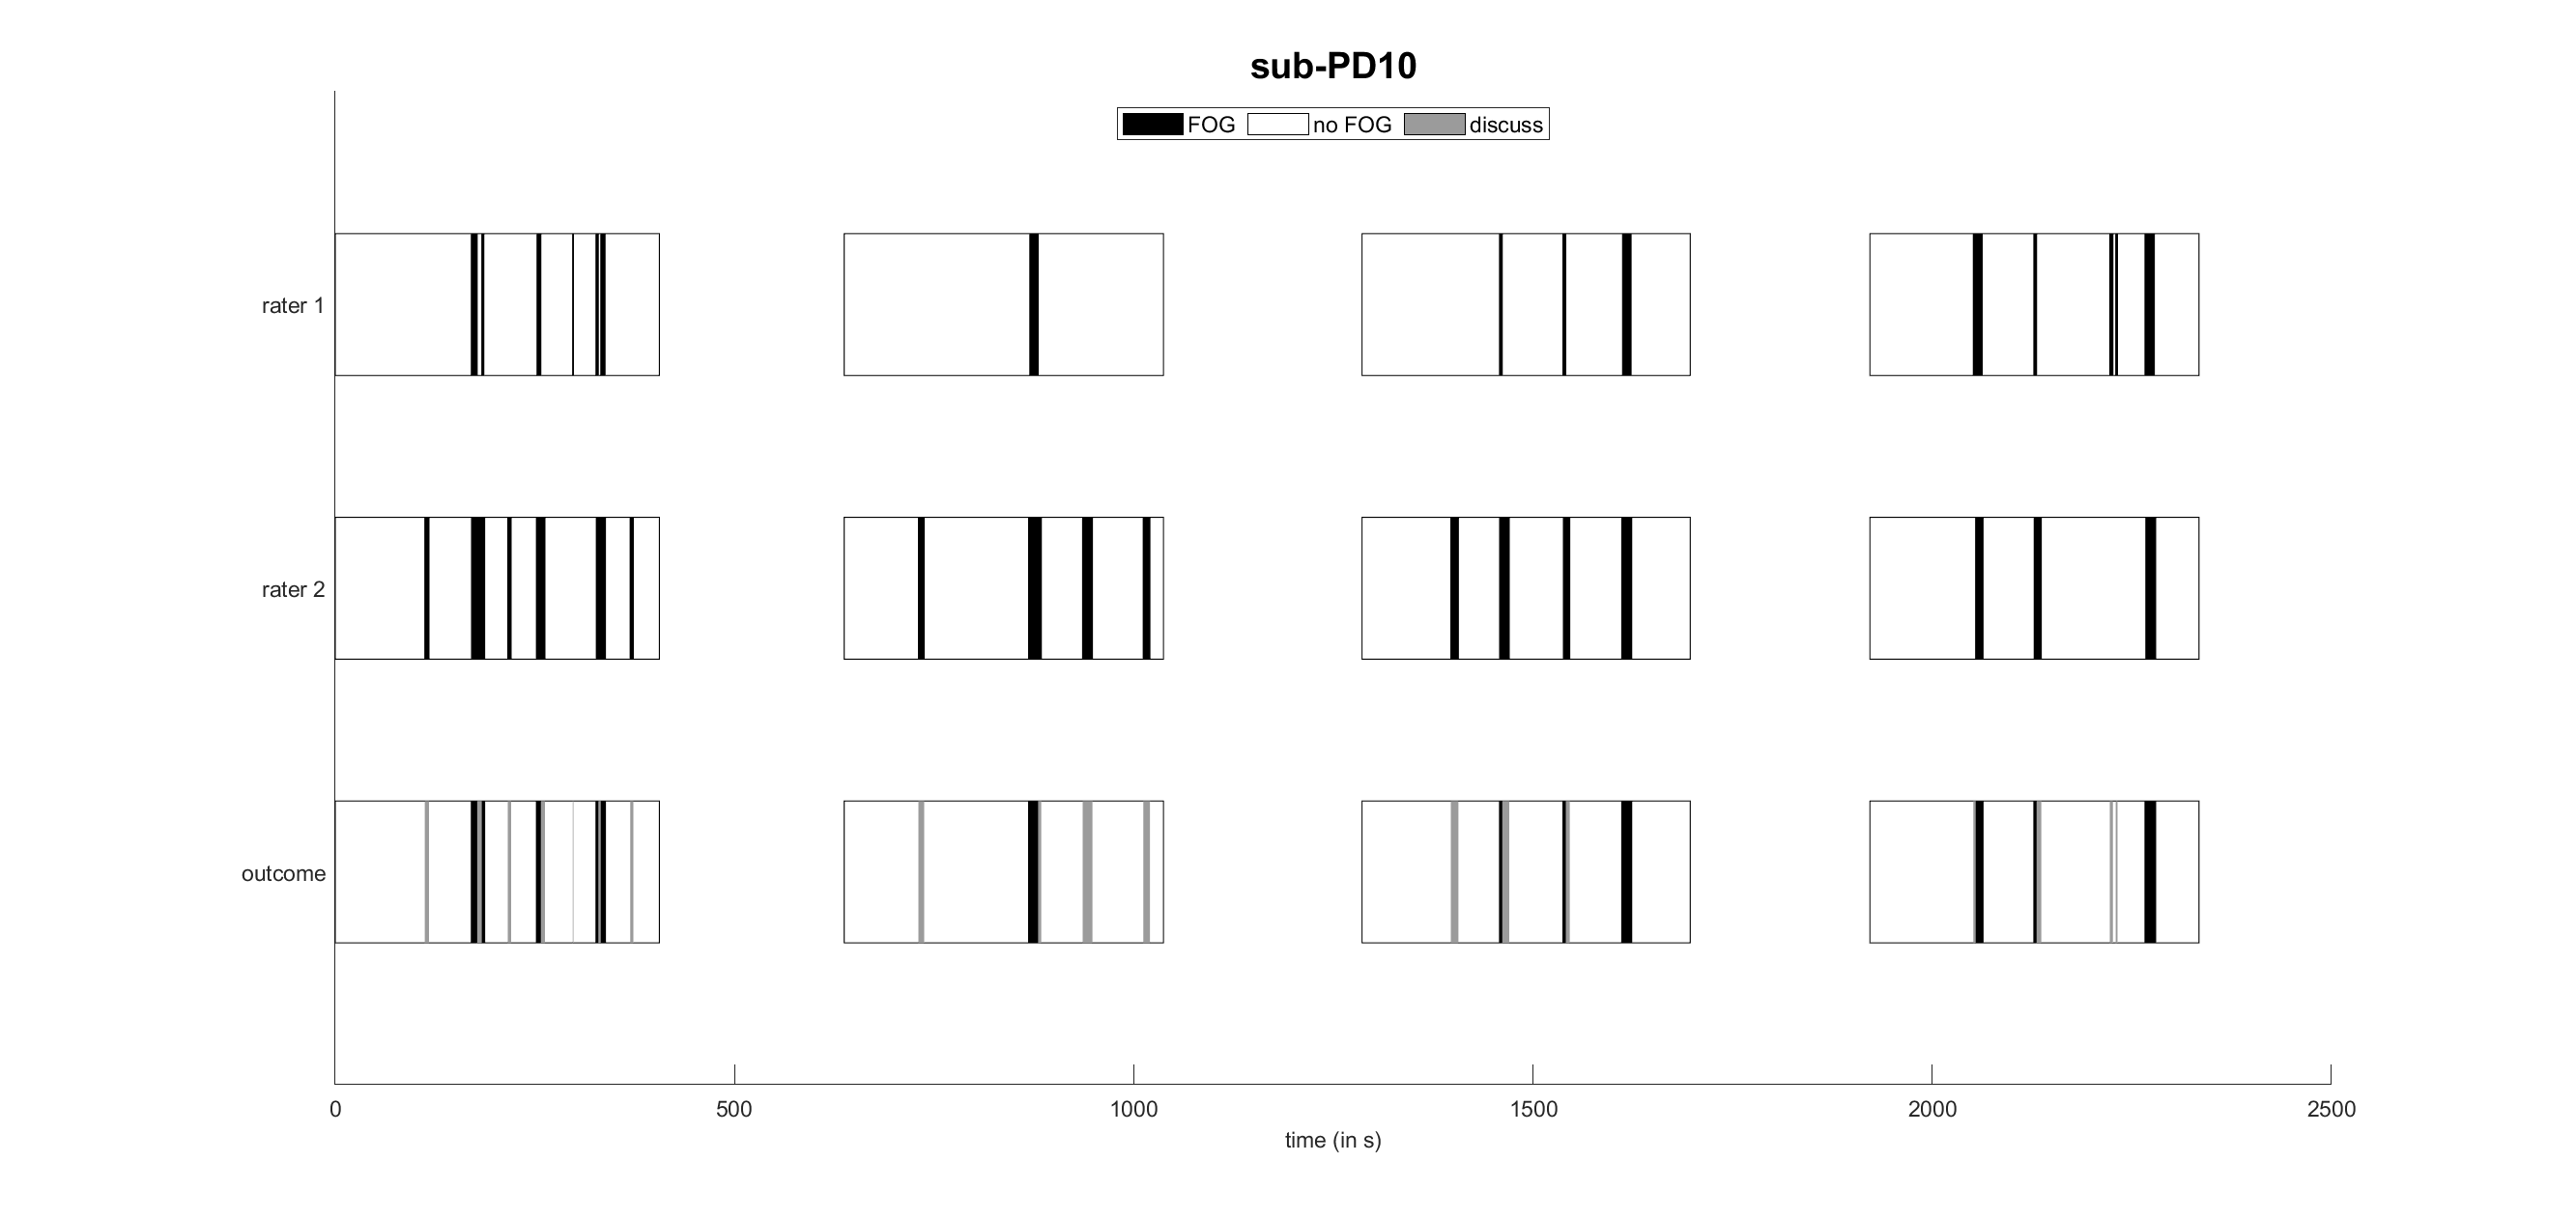 sub-PD10
FOG no FOG discuss
rater 1
rater 2
outcome
0 500 1000 1500 2000 2500
time (in s)